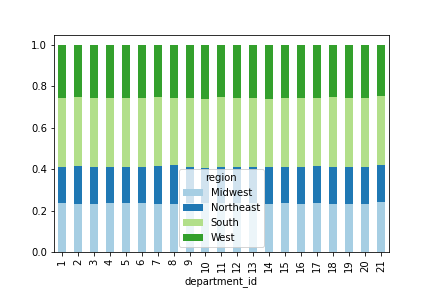 1.0
0.8
0.6
0.4
0.2
0.0
region
Midwest
Northeast
South
West
1 2 3 4 5 6 7 8 9 10 11 12 13 14 15 16 17 18 19 20 21
department_id